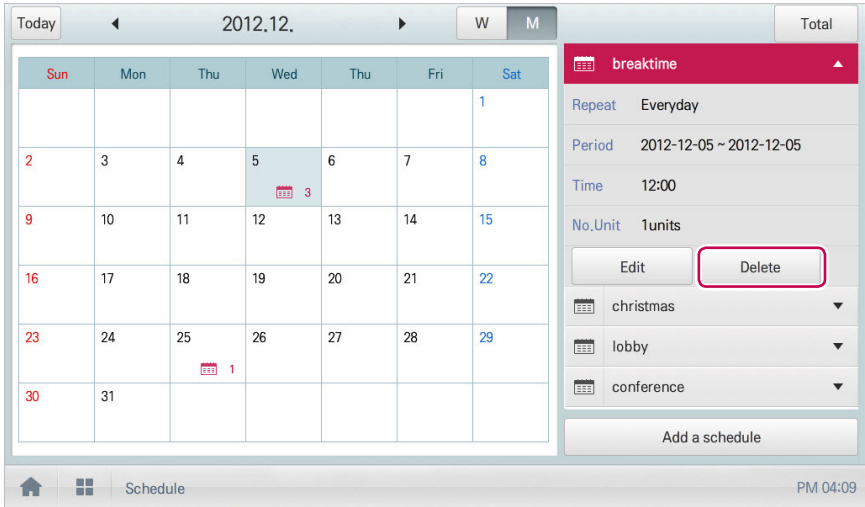 Today 2012.12. W M Total
Sun Mon Thu Wed Thu Fri Sat
1
2 3 4 5 6 7 8
3
9 10 11 12 13 14 15
16 17 18 19 20 21 22
23 24 25 26 27 28 29
1
30 31
breaktime
Repeat Everyday
Period 2012-12-05 ~ 2012-12-05
Time 12:00
No.Unit 1units
Edit Delete
christmas
lobby
conference
Add a schedule
Schedule PM 04:09